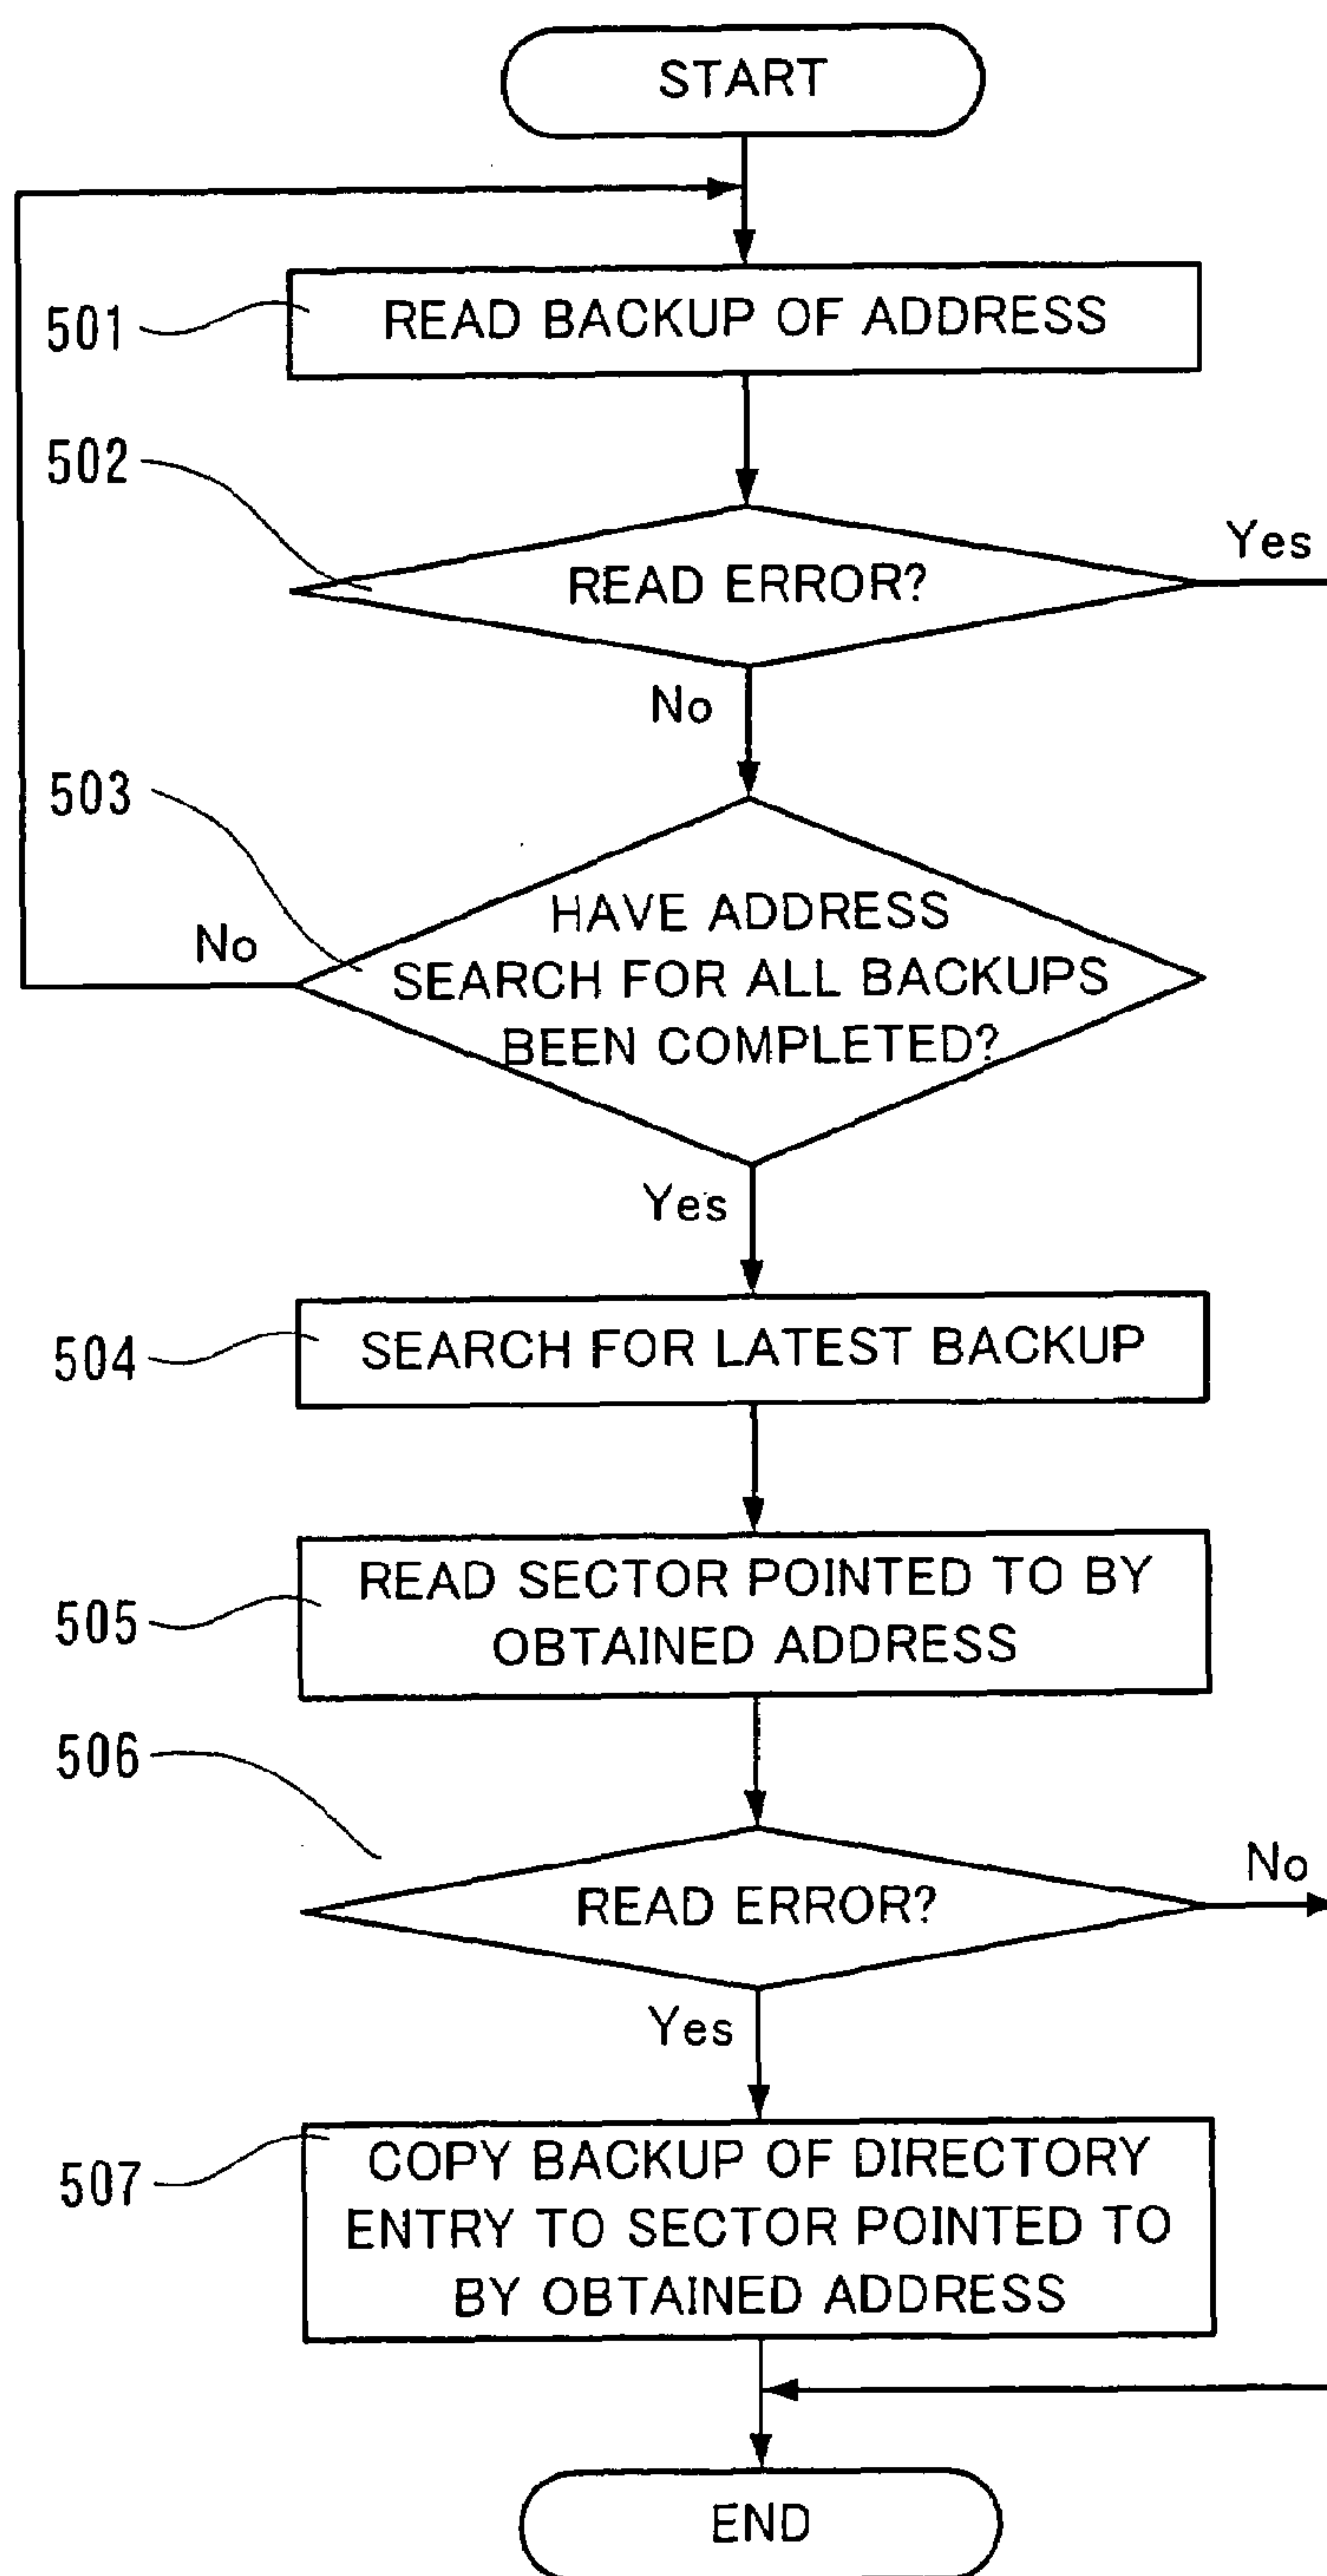 START
501
READ BACKUP OF ADDRESS
502
READ ERROR?
Yes
No
503
HAVE ADDRESS
SEARCH FOR ALL BACKUPS
BEEN COMPLETED?
No
Yes
504
SEARCH FOR LATEST BACKUP
505
READ SECTOR POINTED TO BY
OBTAINED ADDRESS
506
READ ERROR?
No
Yes
507
COPY BACKUP OF DIRECTORY
ENTRY TO SECTOR POINTED TO
BY OBTAINED ADDRESS
END